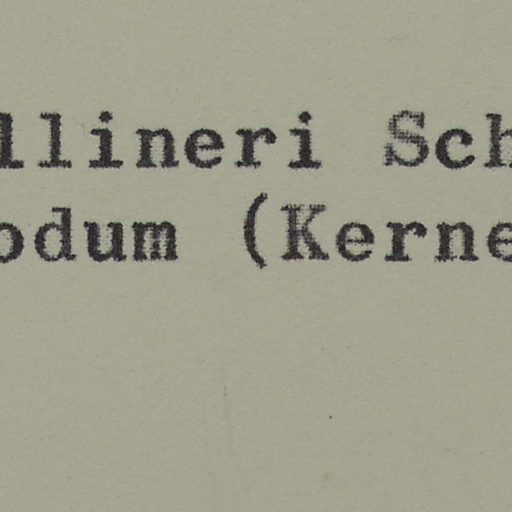 llineri Sch
odum (Kerne